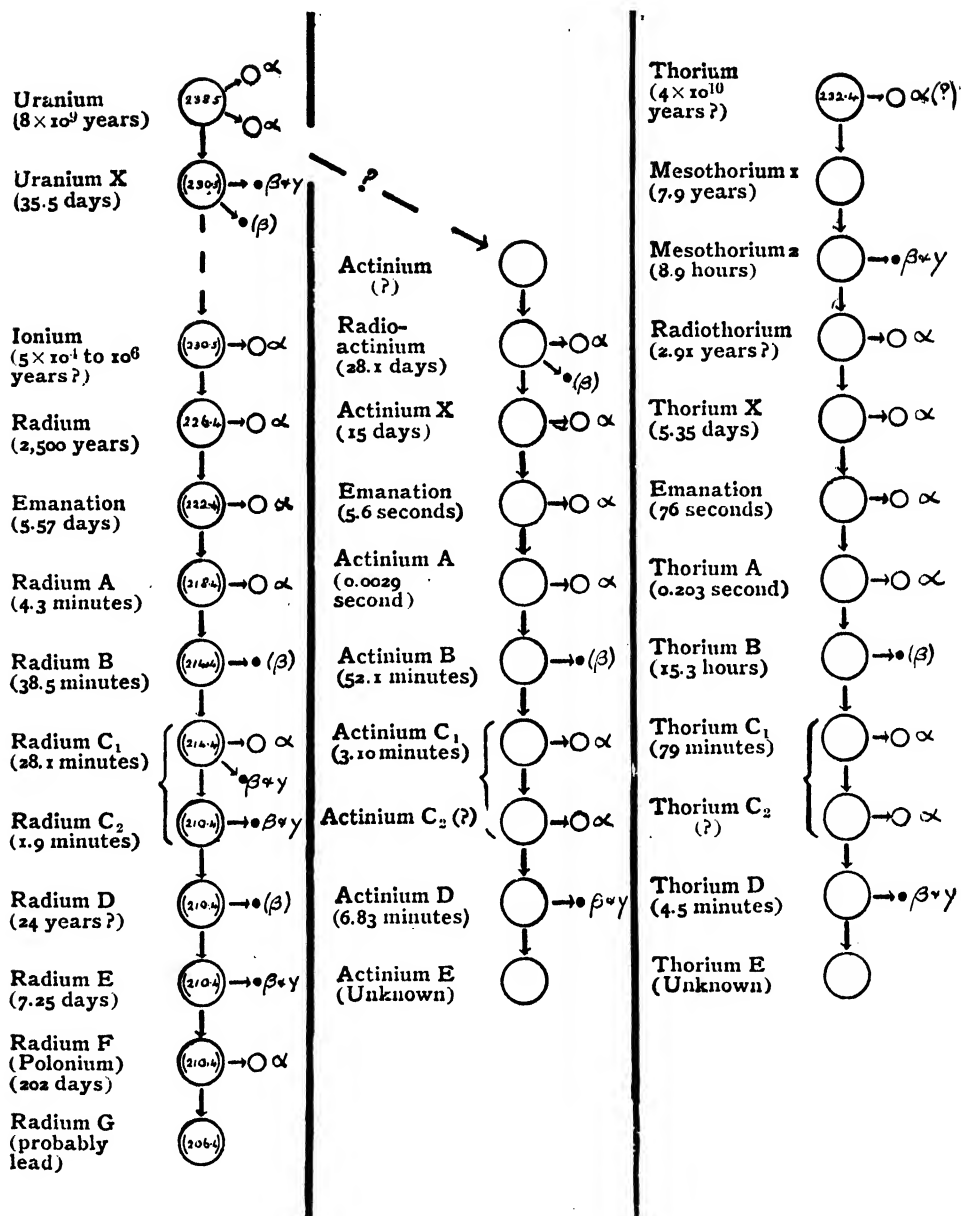 Uranium
(8 × 10⁹ years)
238.5
α
α
Uranium X
(35.5 days)
(230.5)
β & γ
(β)
Ionium
(5 × 10⁴ to 10⁶
years ?)
(230.5)
α
Radium
(2,500 years)
226.4
α
Emanation
(5.57 days)
(222.4)
α
Radium A
(4.3 minutes)
(218.4)
α
Radium B
(38.5 minutes)
(214.4)
(β)
Radium C₁
(28.1 minutes)
(214.4)
α
β & γ
Radium C₂
(1.9 minutes)
(210.4)
β & γ
Radium D
(24 years ?)
(210.4)
(β)
Radium E
(7.25 days)
(210.4)
β & γ
Radium F
(Polonium)
(202 days)
(210.4)
α
Radium G
(probably
lead)
(206.4)
?
Actinium
(?)
Radio-
actinium
(28.1 days)
α
(β)
Actinium X
(15 days)
α
Emanation
(5.6 seconds)
α
Actinium A
(0.0029
second)
α
Actinium B
(52.1 minutes)
(β)
Actinium C₁
(3.10 minutes)
α
Actinium C₂ (?)
α
Actinium D
(6.83 minutes)
β & γ
Actinium E
(Unknown)
Thorium
(4 × 10¹⁰
years ?)
232.4
α (?)
Mesothorium 1
(7.9 years)
Mesothorium 2
(8.9 hours)
β & γ
Radiothorium
(2.91 years ?)
α
Thorium X
(5.35 days)
α
Emanation
(76 seconds)
α
Thorium A
(0.203 second)
α
Thorium B
(15.3 hours)
(β)
Thorium C₁
(79 minutes)
α
Thorium C₂
(?)
α
Thorium D
(4.5 minutes)
β & γ
Thorium E
(Unknown)